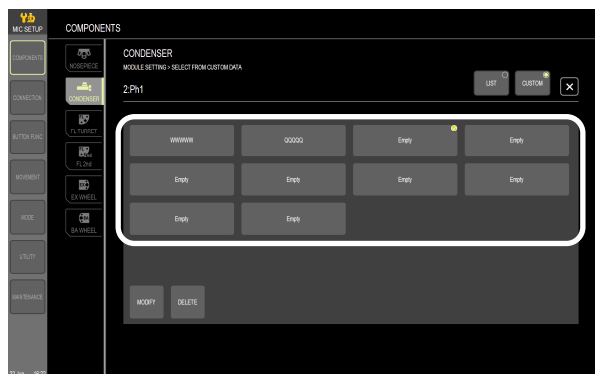 MIC SETUP
COMPONENTS
COMPONENTS
CONNECTION
BUTTON FUNC
MOVEMENT
MODE
UTILITY
MAINTENANCE
NOSEPIECE
CONDENSER
FL TURRET
FL 2nd
EX WHEEL
BA WHEEL
CONDENSER
MODULE SETTING > SELECT FROM CUSTOM DATA
2:Ph1
LIST
CUSTOM
WWWWW
QQQQQ
Empty
Empty
Empty
Empty
Empty
Empty
Empty
Empty
MODIFY
DELETE